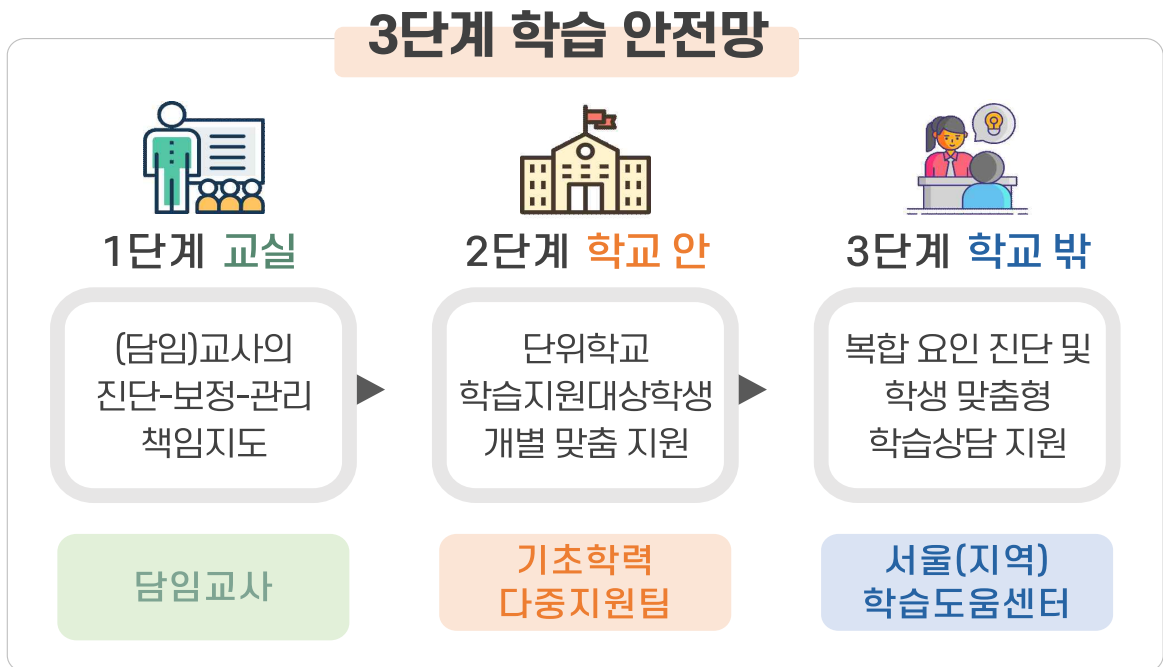 3단계 학습 안전망
1단계 교실
(담임)교사의
진단-보정-관리
책임지도
담임교사
2단계 학교 안
단위학교
학습지원대상학생
개별 맞춤 지원
기초학력
다중지원팀
3단계 학교 밖
복합 요인 진단 및
학생 맞춤형
학습상담 지원
서울(지역)
학습도움센터